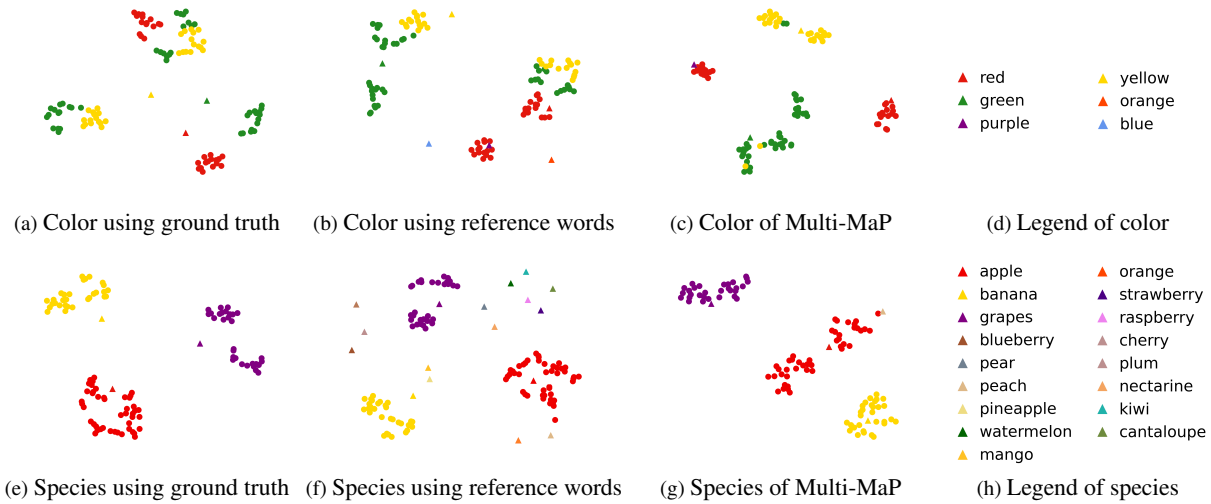 red
green
purple
yellow
orange
blue
(a) Color using ground truth
(b) Color using reference words
(c) Color of Multi-MaP
(d) Legend of color
apple
banana
grapes
blueberry
pear
peach
pineapple
watermelon
mango
orange
strawberry
raspberry
cherry
plum
nectarine
kiwi
cantaloupe
(e) Species using ground truth
(f) Species using reference words
(g) Species of Multi-MaP
(h) Legend of species